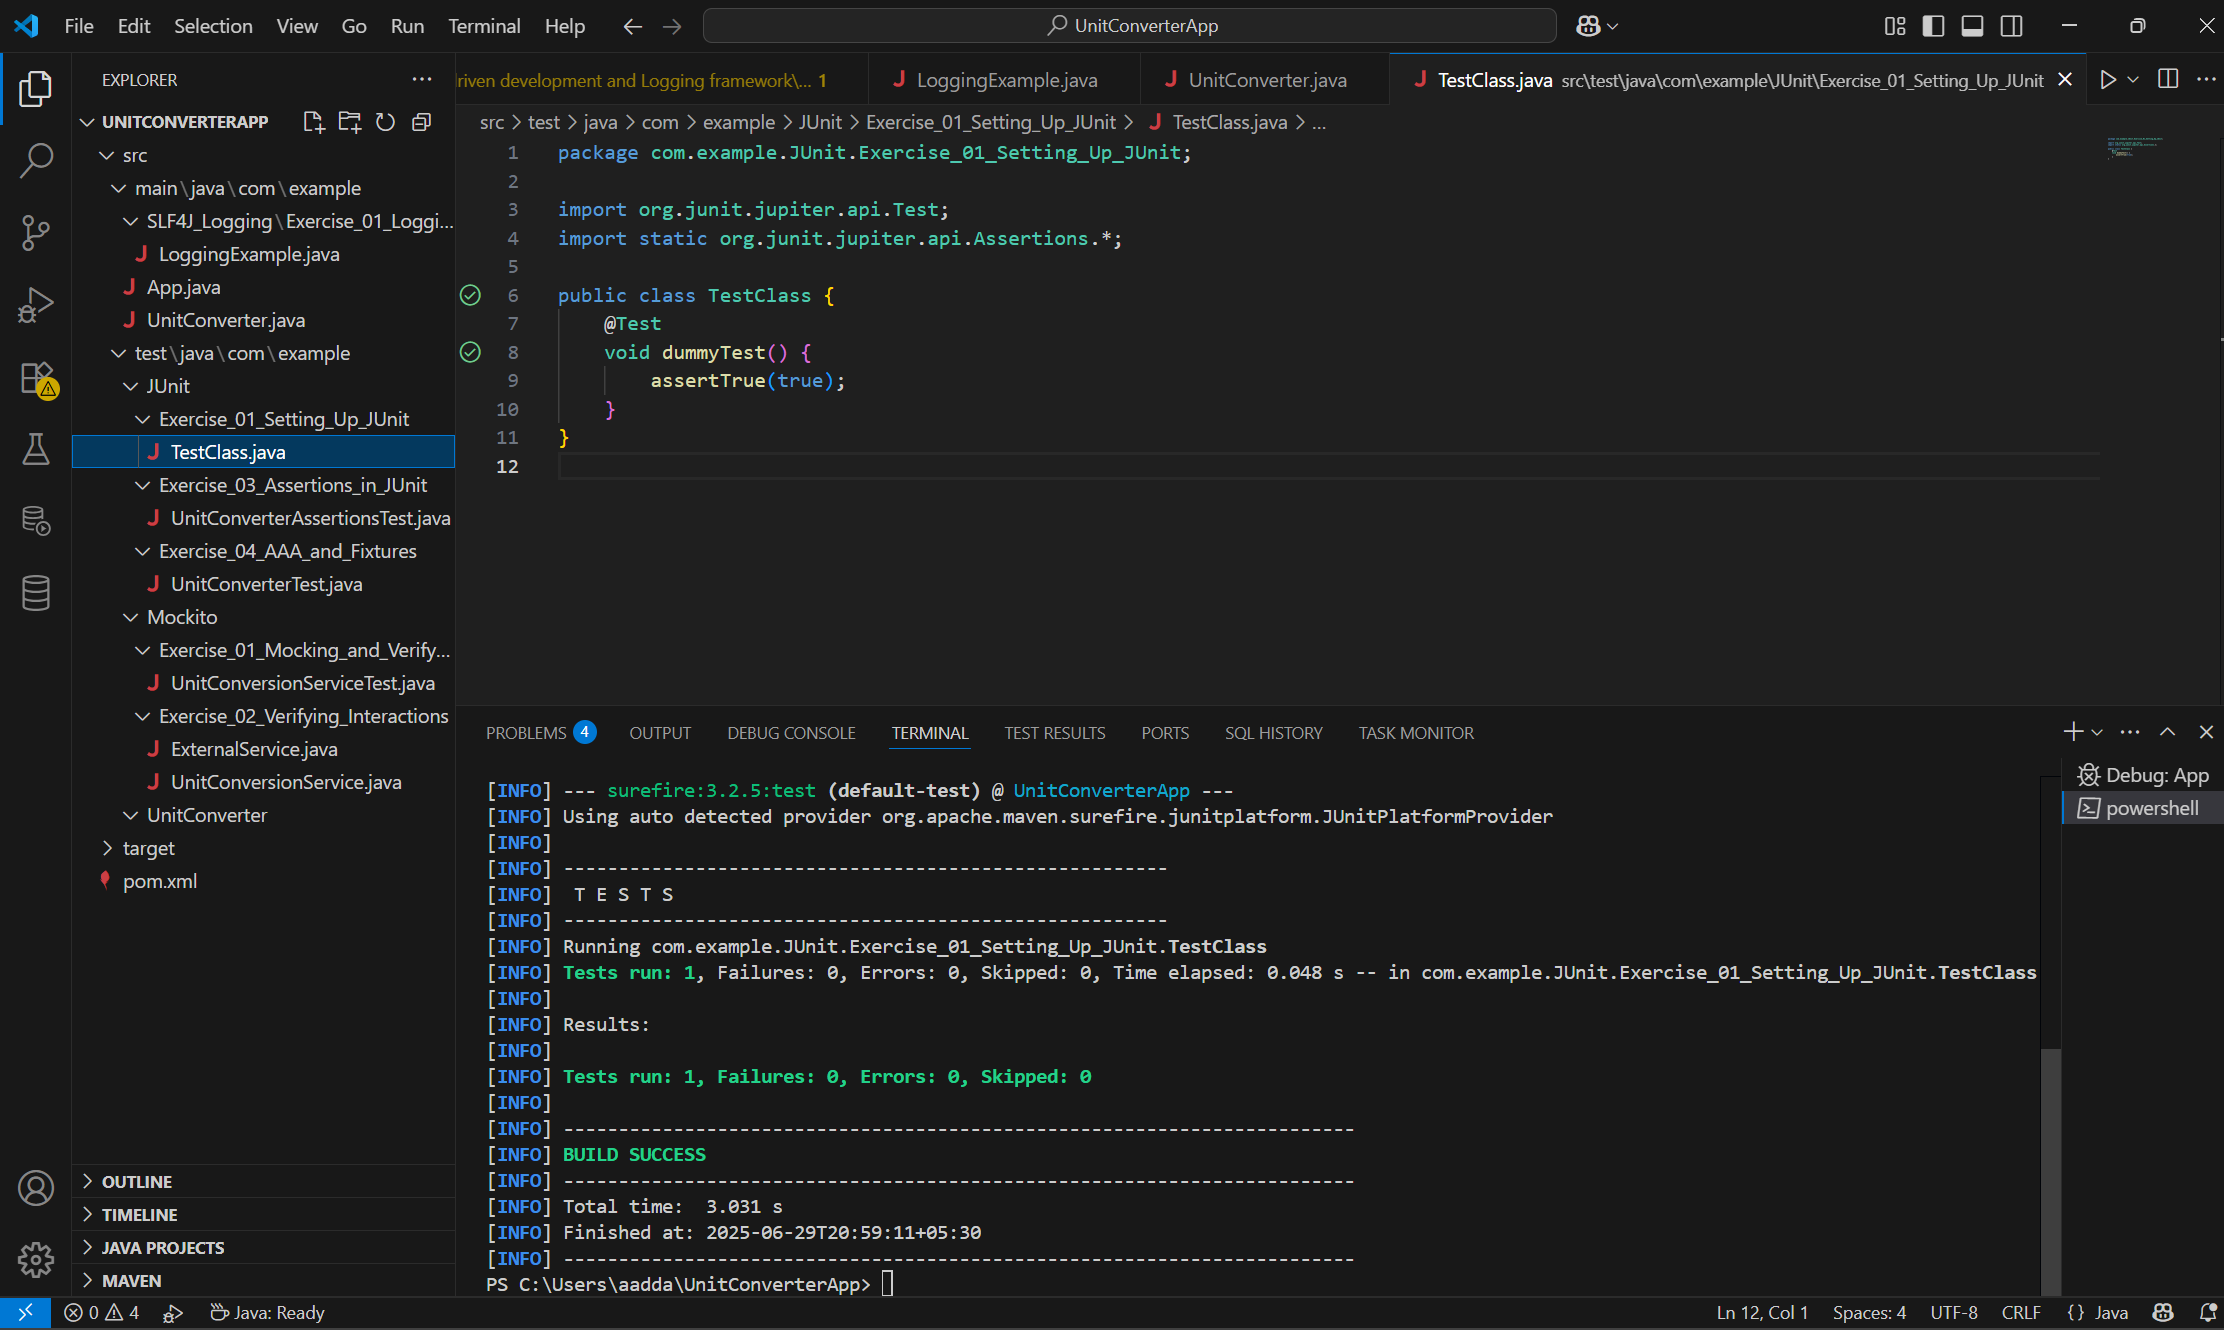 File Edit Selection View Go Run Terminal Help
UnitConverterApp
EXPLORER
UNITCONVERTERAPP
src
main\java\com\example
SLF4J_Logging\Exercise_01_Loggi...
LoggingExample.java
App.java
UnitConverter.java
test\java\com\example
JUnit
Exercise_01_Setting_Up_JUnit
TestClass.java
Exercise_03_Assertions_in_JUnit
UnitConverterAssertionsTest.java
Exercise_04_AAA_and_Fixtures
UnitConverterTest.java
Mockito
Exercise_01_Mocking_and_Verify...
UnitConversionServiceTest.java
Exercise_02_Verifying_Interactions
ExternalService.java
UnitConversionService.java
UnitConverter
target
pom.xml
OUTLINE
TIMELINE
JAVA PROJECTS
MAVEN
riven development and Logging framework\... 1
LoggingExample.java
UnitConverter.java
TestClass.java src\test\java\com\example\JUnit\Exercise_01_Setting_Up_JUnit
src > test > java > com > example > JUnit > Exercise_01_Setting_Up_JUnit > TestClass.java > ...
1 package com.example.JUnit.Exercise_01_Setting_Up_JUnit;
2
3 import org.junit.jupiter.api.Test;
4 import static org.junit.jupiter.api.Assertions.*;
5
6 public class TestClass {
7 @Test
8 void dummyTest() {
9 assertTrue(true);
10 }
11 }
12
PROBLEMS 4 OUTPUT DEBUG CONSOLE TERMINAL TEST RESULTS PORTS SQL HISTORY TASK MONITOR
[INFO] --- surefire:3.2.5:test (default-test) @ UnitConverterApp ---
[INFO] Using auto detected provider org.apache.maven.surefire.junitplatform.JUnitPlatformProvider
[INFO]
[INFO] -------------------------------------------------------
[INFO] T E S T S
[INFO] -------------------------------------------------------
[INFO] Running com.example.JUnit.Exercise_01_Setting_Up_JUnit.TestClass
[INFO] Tests run: 1, Failures: 0, Errors: 0, Skipped: 0, Time elapsed: 0.048 s -- in com.example.JUnit.Exercise_01_Setting_Up_JUnit.TestClass
[INFO]
[INFO] Results:
[INFO]
[INFO] Tests run: 1, Failures: 0, Errors: 0, Skipped: 0
[INFO]
[INFO] ------------------------------------------------------------------------
[INFO] BUILD SUCCESS
[INFO] ------------------------------------------------------------------------
[INFO] Total time:  3.031 s
[INFO] Finished at: 2025-06-29T20:59:11+05:30
[INFO] ------------------------------------------------------------------------
PS C:\Users\aadda\UnitConverterApp>
Debug: App
powershell
0 4 Java: Ready
Ln 12, Col 1 Spaces: 4 UTF-8 CRLF {} Java